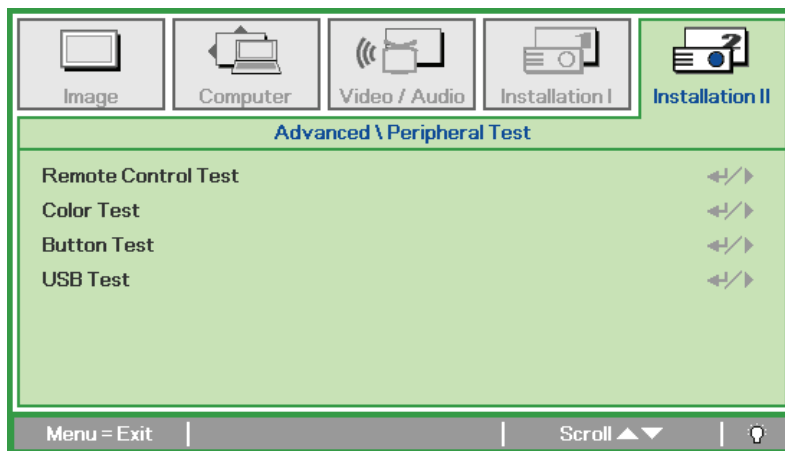 Image Computer Video / Audio Installation I Installation II
Advanced \ Peripheral Test
Remote Control Test
Color Test
Button Test
USB Test
Menu = Exit Scroll